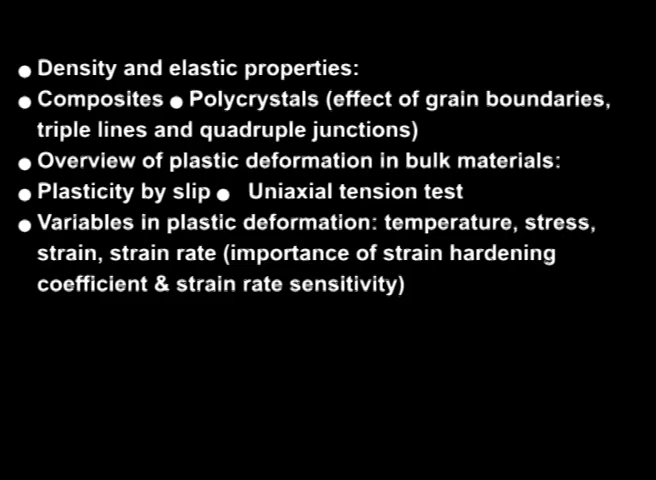 ● Density and elastic properties:
● Composites ● Polycrystals (effect of grain boundaries,
triple lines and quadruple junctions)
● Overview of plastic deformation in bulk materials:
● Plasticity by slip ● Uniaxial tension test
● Variables in plastic deformation: temperature, stress,
strain, strain rate (importance of strain hardening
coefficient & strain rate sensitivity)